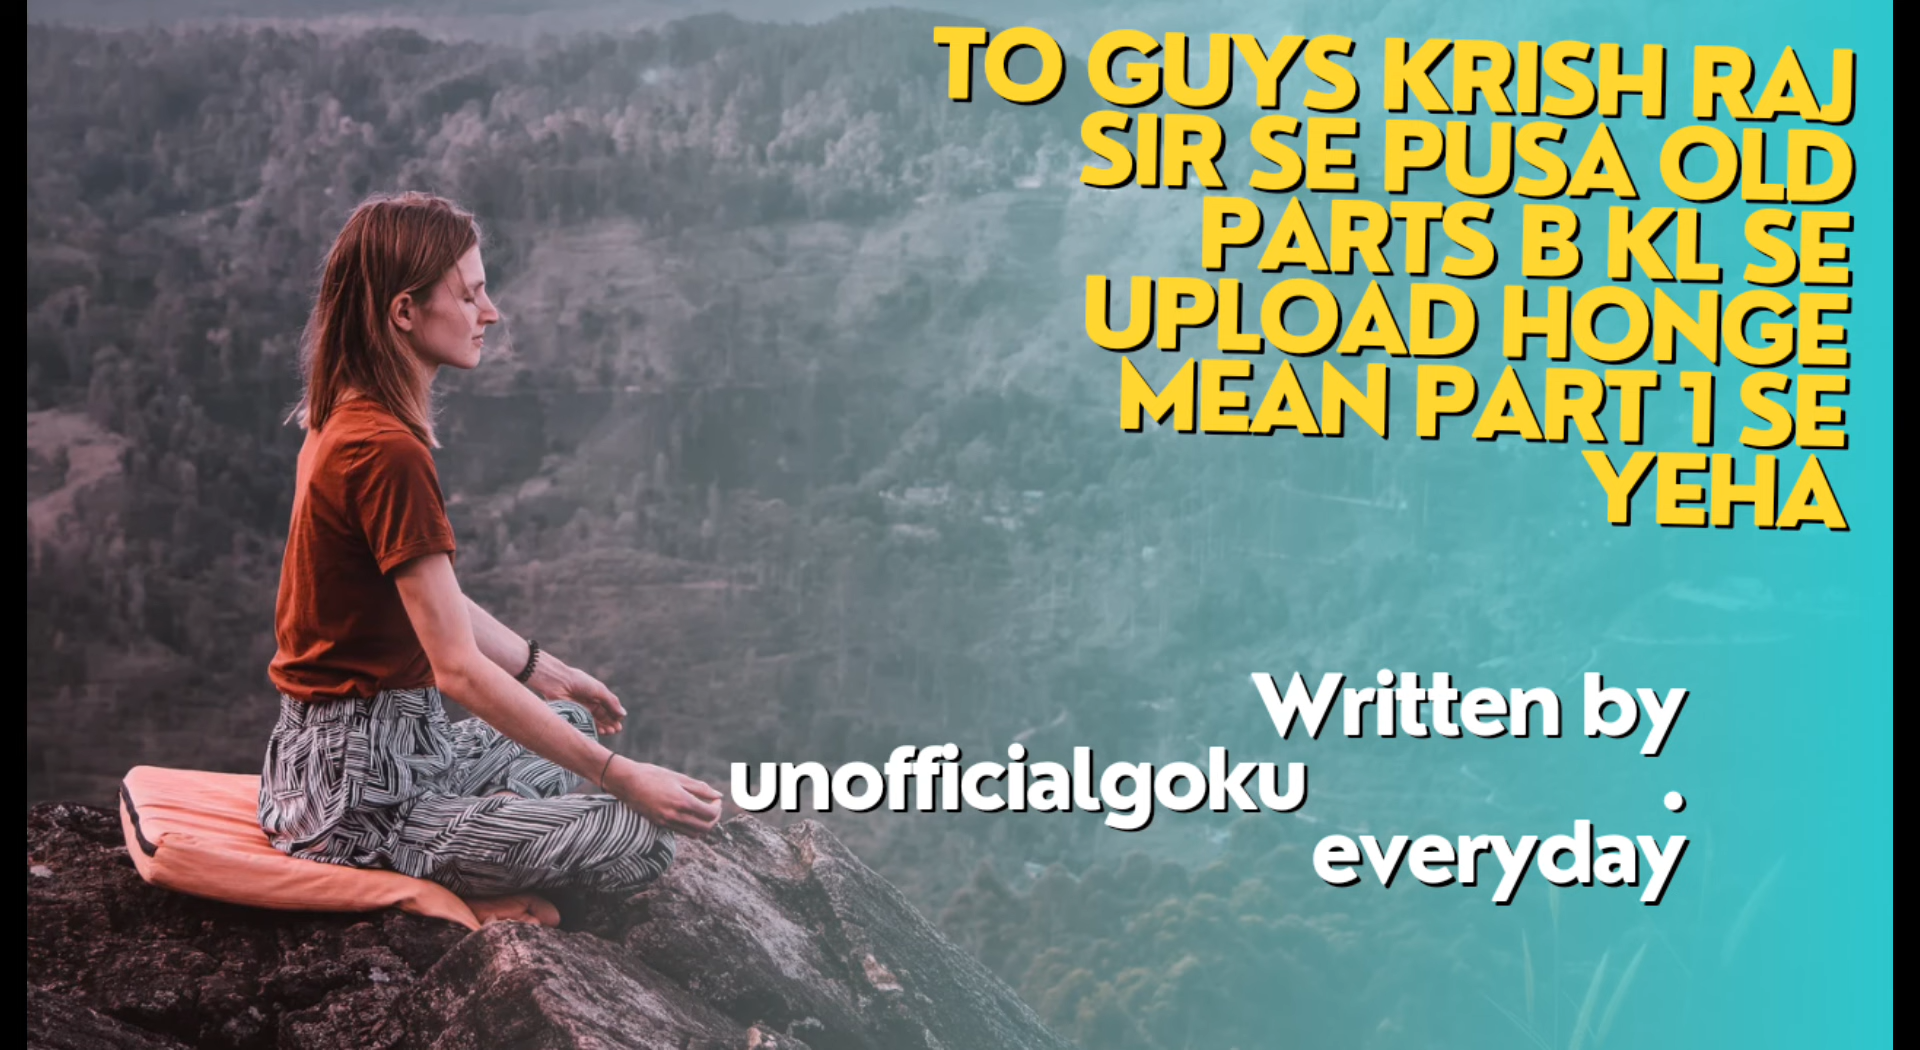 TO GUYS KRISH RAJ
SIR SE PUSA OLD
PARTS B KL SE
UPLOAD HONGE
MEAN PART 1 SE
YEHA
Written by
unofficialgoku .
everyday